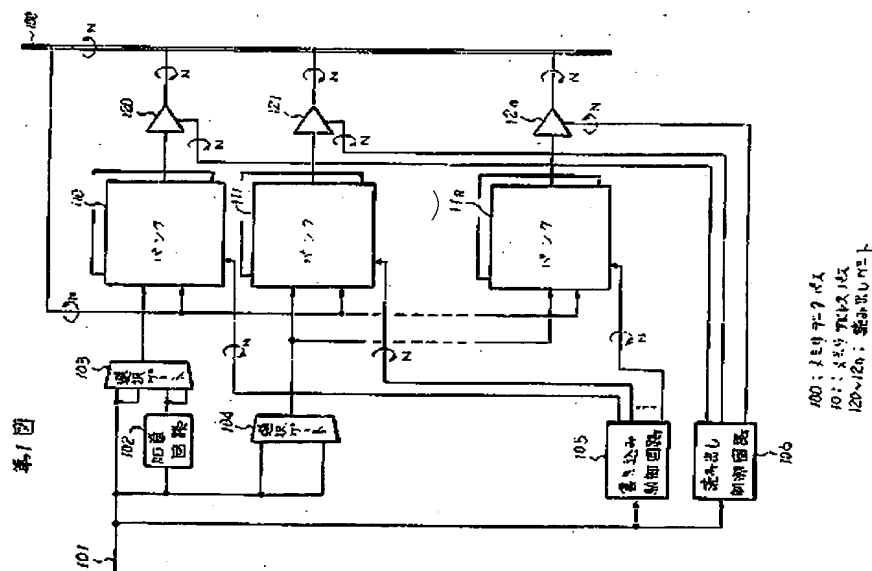 第1図
101
102
加算
回路
103
選択ゲート
104
選択ゲート
105
書き込み
制御回路
106
読み出し
制御回路
110
バンク
111
バンク
11n
バンク
120
121
12n
100
N
N
N
N
N
N
N
N
N
N
N
100：メモリデータバス
101：メモリアドレスバス
120～12n：読み出しゲート